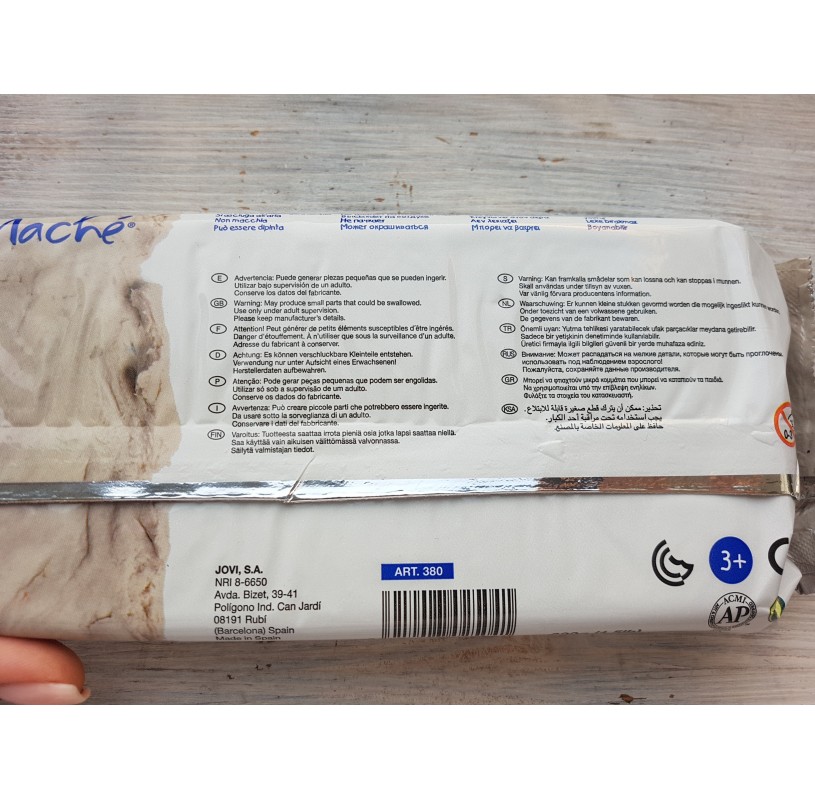 Maché®
Non macchia
Può essere dipinta
Не пачкает
Может окрашиваться
Δεν λεκιάζει
Μπορεί να βαφτεί
Leke bırakmaz
Boyanabilir
E Advertencia: Puede generar piezas pequeñas que se pueden ingerir.
Utilizar bajo supervisión de un adulto.
Conserve los datos del fabricante.
GB Warning: May produce small parts that could be swallowed.
Use only under adult supervision.
Please keep manufacturer's details.
F Attention! Peut générer de petits éléments susceptibles d'être ingérés.
Danger d'étouffement. À n'utiliser que sous la surveillance d'un adulte.
Adresse du fabricant à conserver.
D Achtung: Es können verschluckbare Kleinteile entstehen.
Verwendung nur unter Aufsicht eines Erwachsenen!
Herstellerdaten aufbewahren.
P Atenção: Pode gerar peças pequenas que podem ser engolidas.
Utilizar só sob a supervisão de um adulto.
Conserve os dados do fabricante.
I Avvertenza: Può creare piccole parti che potrebbero essere ingerite.
Da usare sotto la sorveglianza di un adulto.
Conservare i dati del fabbricante.
FIN Varoitus: Tuotteesta saattaa irrota pieniä osia jotka lapsi saattaa niellä.
Saa käyttää vain aikuisen välittömässä valvonnassa.
Säilytä valmistajan tiedot.
S Varning: Kan framkalla smådelar som kan lossna och kan stoppas i munnen.
Skall användas under tillsyn av vuxen.
Var vänlig förvara producentens information.
NL Waarschuwing: Er kunnen kleine stukken gevormd worden die mogelijk ingeslikt kunnen
Onder toezicht van een volwassene gebruiken.
De gegevens van de fabrikant bewaren.
TR Önemli uyarı: Yutma tehlikesi yaratabilecek ufak parçacıklar meydana getirebilir.
Sadece bir yetişkinin denetiminde kullanılabilir.
Üretici firmayla ilgili bilgileri güvenli bir yerde muhafaza ediniz.
RUS Внимание: Может распадаться на мелкие детали, которые могут быть проглочены
использовать под наблюдением взрослого!
Пожалуйста, сохраняйте данные производителя.
GR Μπορεί να φτιαχτούν μικρά κομμάτια που μπορεί να καταπιούν τα παιδιά.
Να χρησιμοποιείται υπό την επίβλεψη ενηλίκων.
Φυλάξτε τα στοιχεία του κατασκευαστή.
KSA تحذير: ممكن أن يترك قطع صغيرة قابلة للابتلاع.
يجب استخدامه تحت مراقبة أحد الكبار.
حافظ على المعلومات الخاصة بالمصنع.
JOVI, S.A.
NRI 8-6650
Avda. Bizet, 39-41
Polígono Ind. Can Jardí
08191 Rubí
(Barcelona) Spain
Made in Spain
ART. 380
3+
ACMI
AP